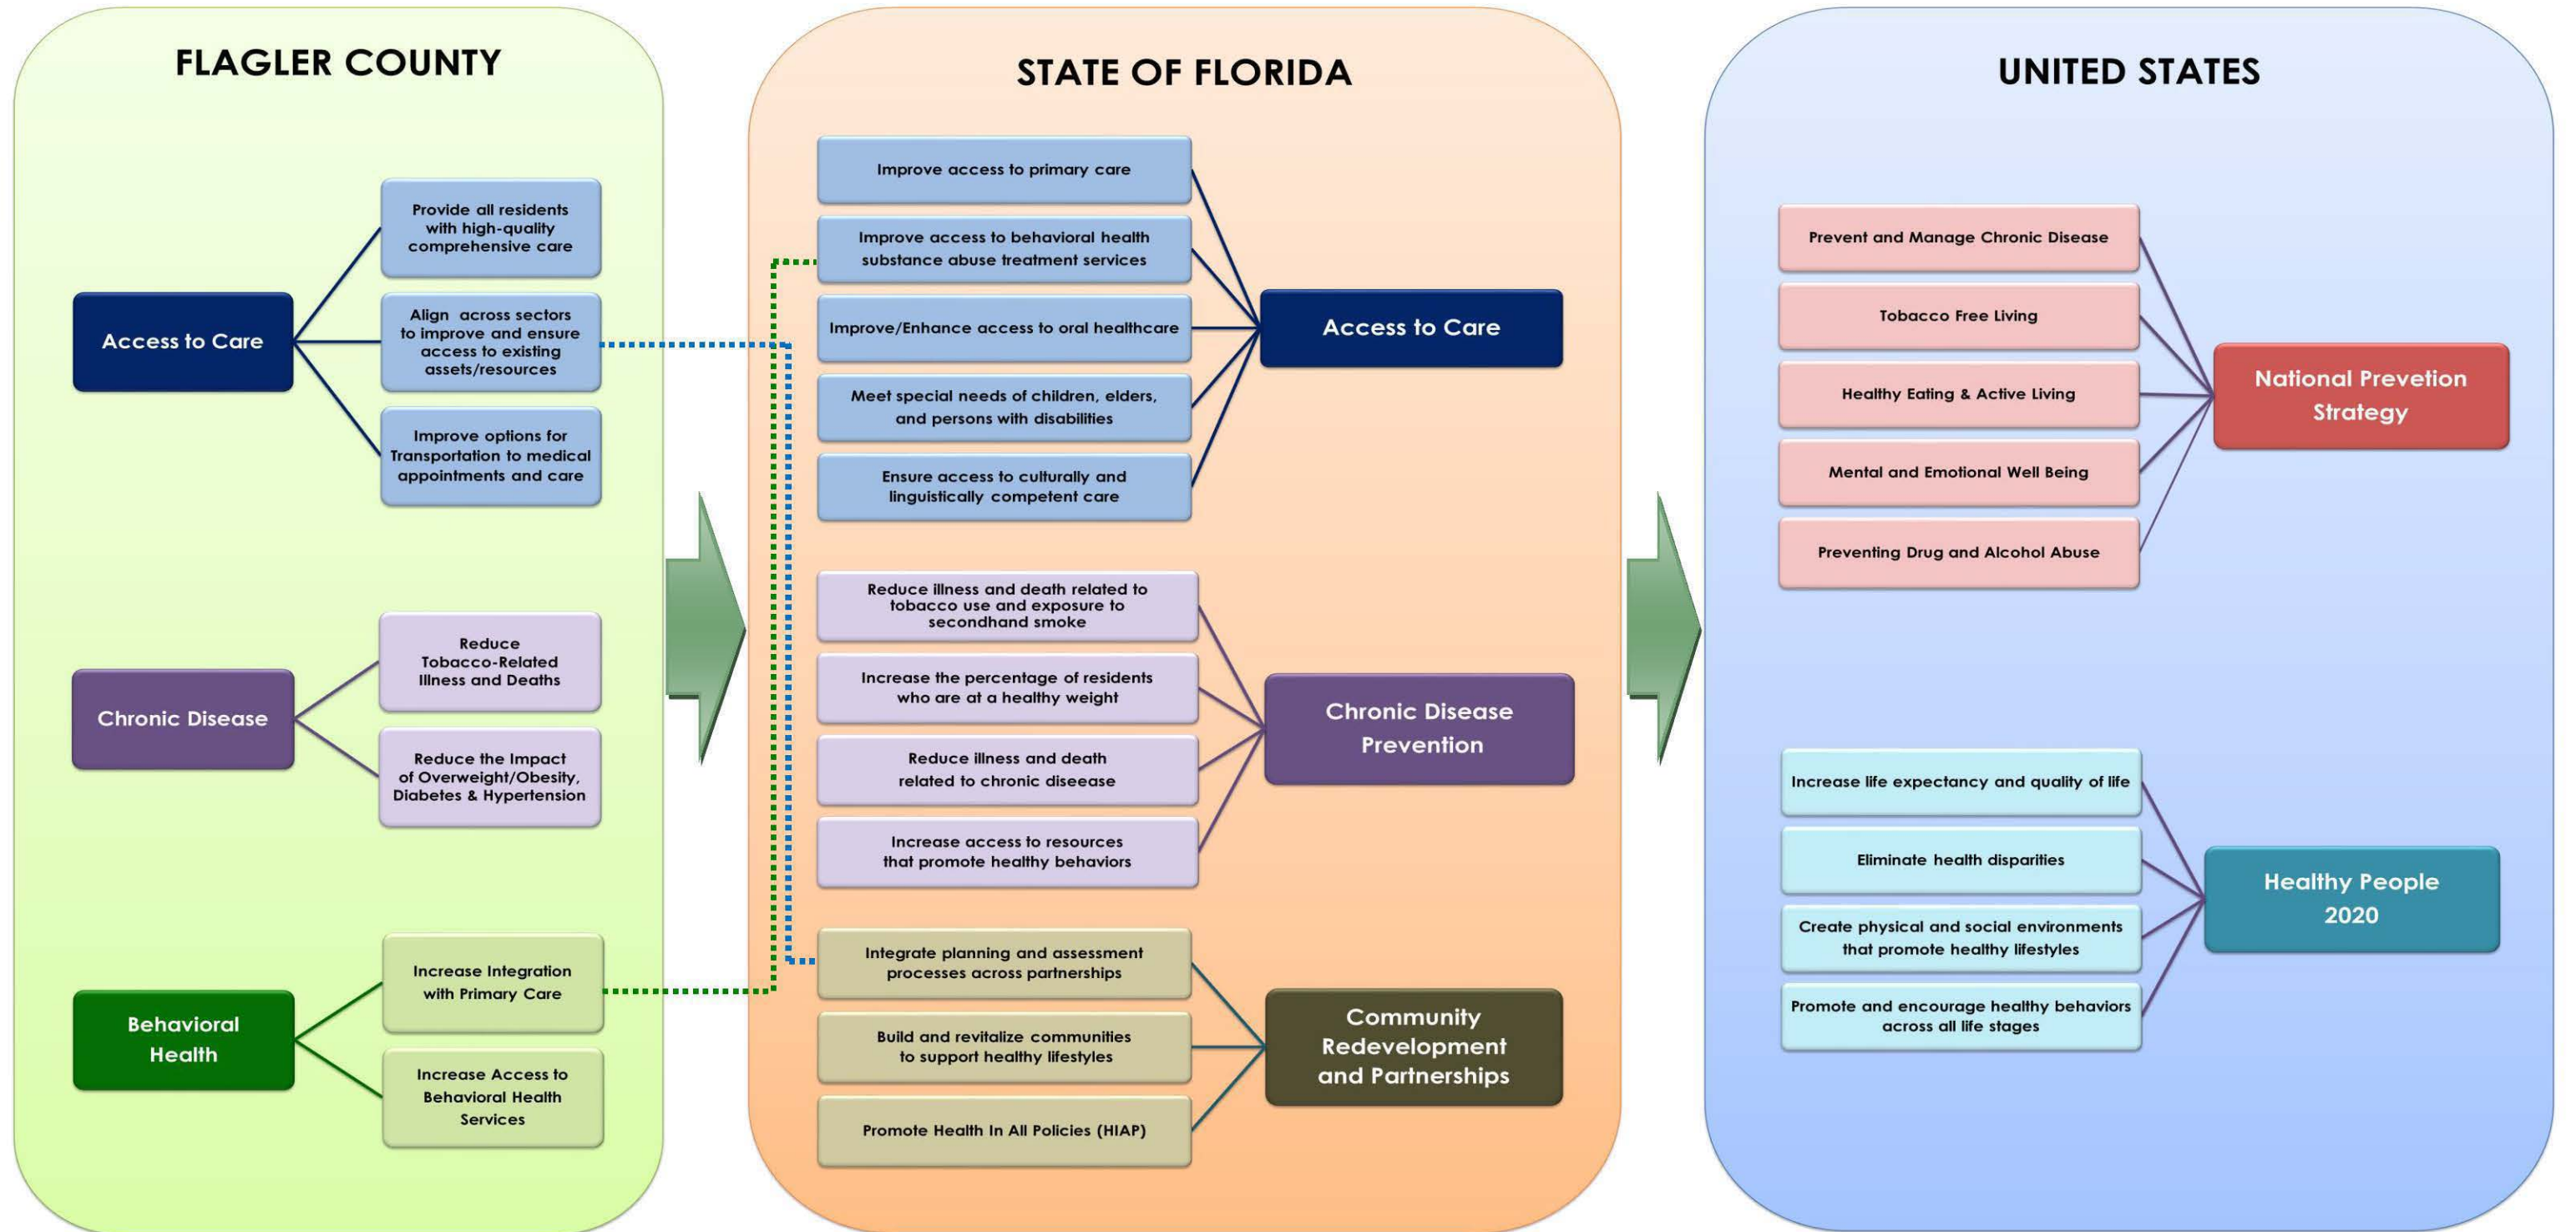 FLAGLER COUNTY
Access to Care
Provide all residents
with high-quality
comprehensive care
Align across sectors
to improve and ensure
access to existing
assets/resources
Improve options for
Transportation to medical
appointments and care
Chronic Disease
Reduce
Tobacco-Related
Illness and Deaths
Reduce the Impact
of Overweight/Obesity,
Diabetes & Hypertension
Behavioral
Health
Increase Integration
with Primary Care
Increase Access to
Behavioral Health
Services
STATE OF FLORIDA
Improve access to primary care
Improve access to behavioral health
substance abuse treatment services
Improve/Enhance access to oral healthcare
Meet special needs of children, elders,
and persons with disabilities
Ensure access to culturally and
linguistically competent care
Access to Care
Reduce illness and death related to
tobacco use and exposure to
secondhand smoke
Increase the percentage of residents
who are at a healthy weight
Reduce illness and death
related to chronic diseease
Increase access to resources
that promote healthy behaviors
Chronic Disease
Prevention
Integrate planning and assessment
processes across partnerships
Build and revitalize communities
to support healthy lifestyles
Promote Health In All Policies (HIAP)
Community
Redevelopment
and Partnerships
UNITED STATES
Prevent and Manage Chronic Disease
Tobacco Free Living
Healthy Eating & Active Living
Mental and Emotional Well Being
Preventing Drug and Alcohol Abuse
National Prevetion
Strategy
Increase life expectancy and quality of life
Eliminate health disparities
Create physical and social environments
that promote healthy lifestyles
Promote and encourage healthy behaviors
across all life stages
Healthy People
2020